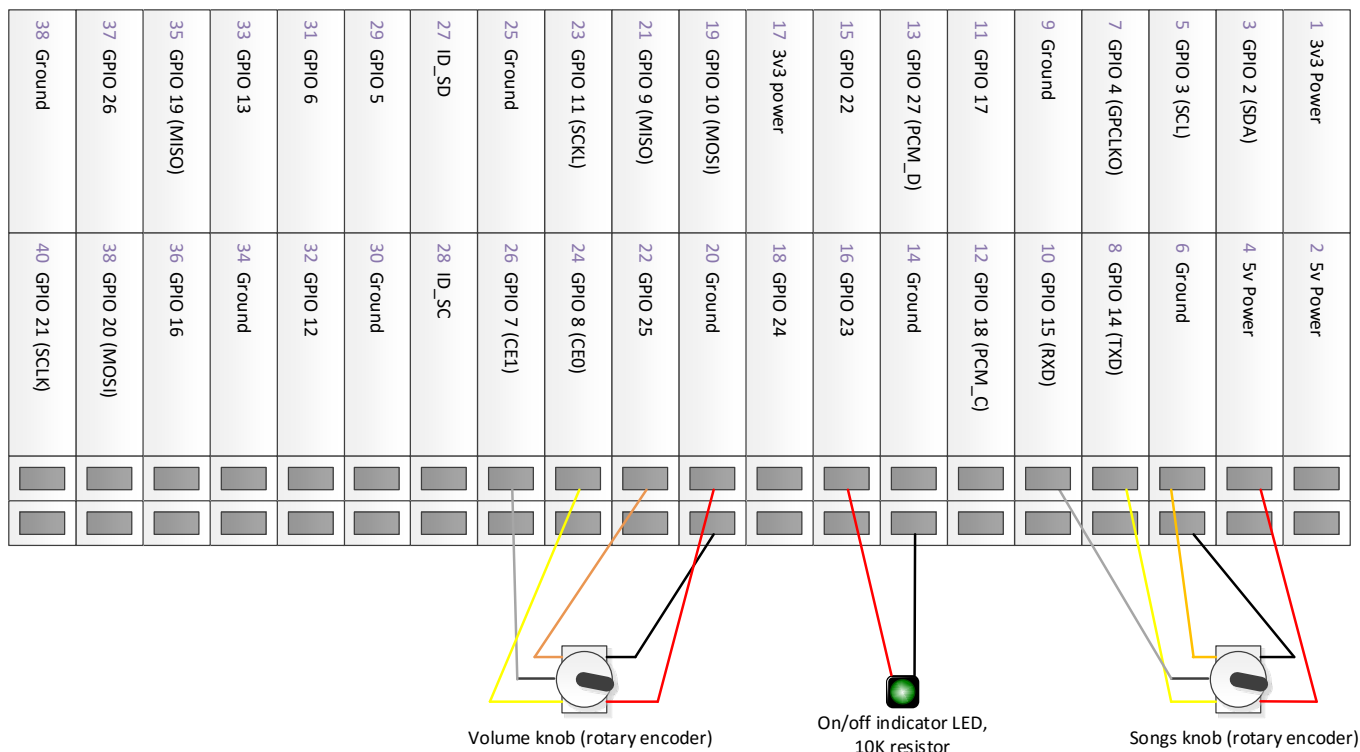 38 Ground
37 GPIO 26
35 GPIO 19 (MISO)
33 GPIO 13
31 GPIO 6
29 GPIO 5
27 ID_SD
25 Ground
23 GPIO 11 (SCKL)
21 GPIO 9 (MISO)
19 GPIO 10 (MOSI)
17 3v3 power
15 GPIO 22
13 GPIO 27 (PCM_D)
11 GPIO 17
9 Ground
7 GPIO 4 (GPCLKO)
5 GPIO 3 (SCL)
3 GPIO 2 (SDA)
1 3v3 Power
40 GPIO 21 (SCLK)
38 GPIO 20 (MOSI)
36 GPIO 16
34 Ground
32 GPIO 12
30 Ground
28 ID_SC
26 GPIO 7 (CE1)
24 GPIO 8 (CE0)
22 GPIO 25
20 Ground
18 GPIO 24
16 GPIO 23
14 Ground
12 GPIO 18 (PCM_C)
10 GPIO 15 (RXD)
8 GPIO 14 (TXD)
6 Ground
4 5v Power
2 5v Power
Volume knob (rotary encoder)
On/off indicator LED,
10K resistor
Songs knob (rotary encoder)